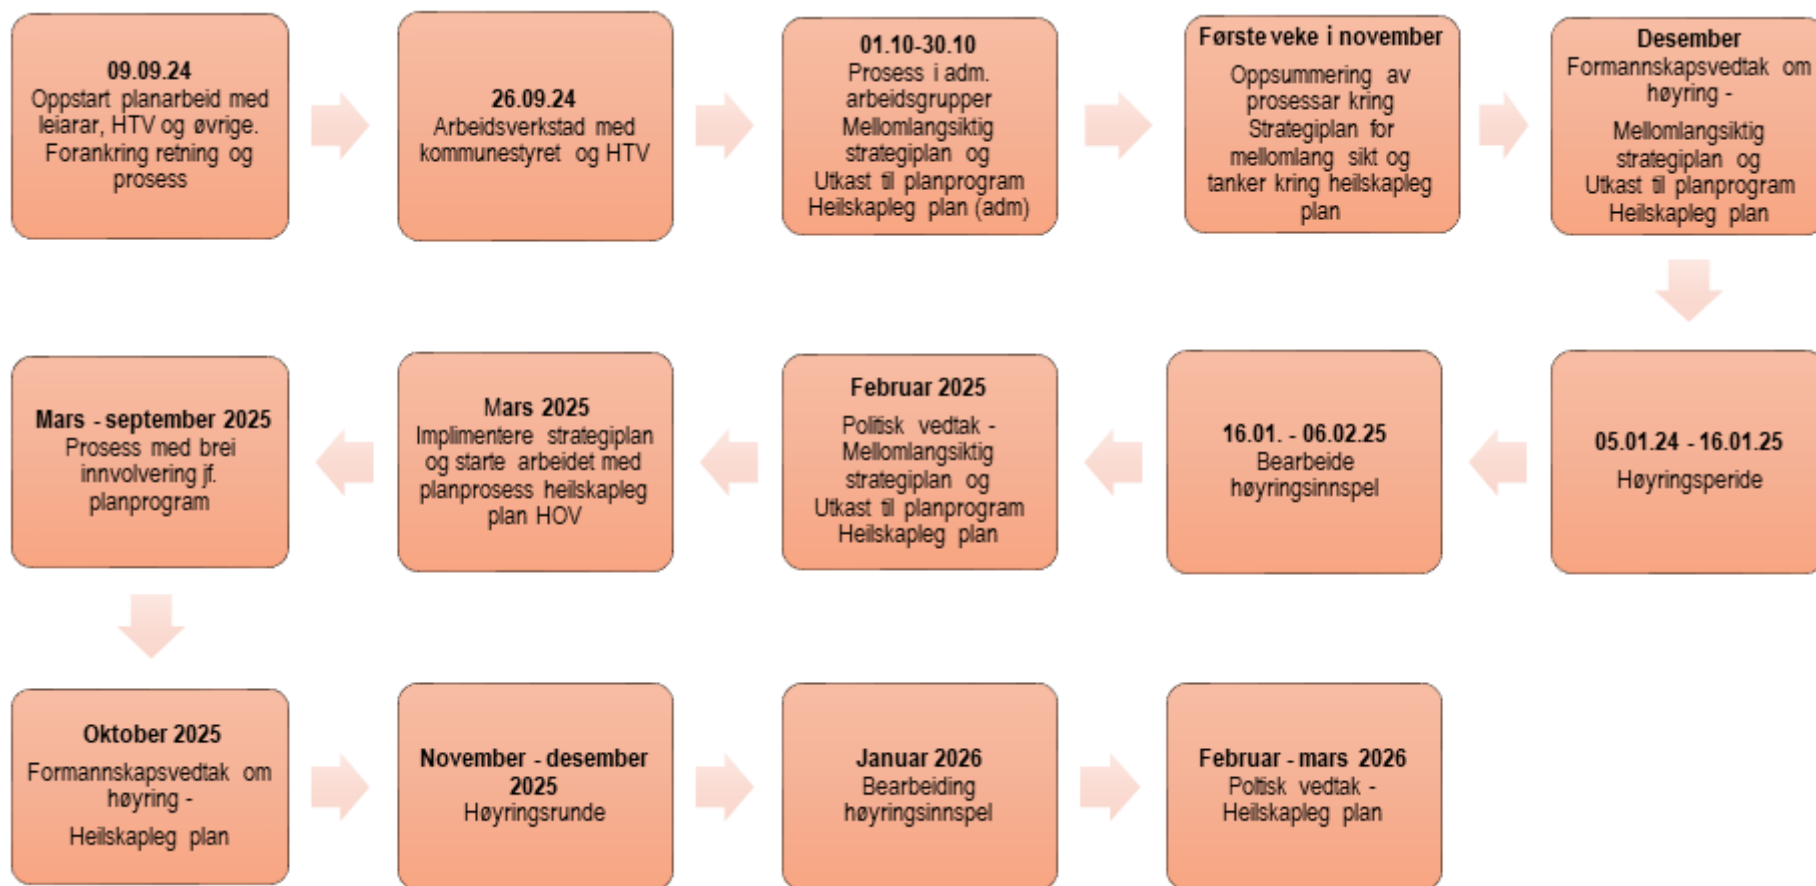 09.09.24
Oppstart planarbeid med
leiarar, HTV og øvrige.
Forankring retning og
prosess
26.09.24
Arbeidsverkstad med
kommunestyret og HTV
01.10-30.10
Prosess i adm.
arbeidsgrupper
Mellomlangsiktig
strategiplan og
Utkast til planprogram
Heilskapleg plan (adm)
Første veke i november
Oppsummering av
prosessar kring
Strategiplan for
mellomlang sikt og
tanker kring heilskapleg
plan
Desember
Formannskapsvedtak om
høyring -
Mellomlangsiktig
strategiplan og
Utkast til planprogram
Heilskapleg plan
05.01.24 - 16.01.25
Høyringsperide
16.01. - 06.02.25
Bearbeide
høyringsinnspel
Februar 2025
Politisk vedtak -
Mellomlangsiktig
strategiplan og
Utkast til planprogram
Heilskapleg plan
Mars 2025
Implimentere strategiplan
og starte arbeidet med
planprosess heilskapleg
plan HOV
Mars - september 2025
Prosess med brei
innvolvering jf.
planprogram
Oktober 2025
Formannskapsvedtak om
høyring -
Heilskapleg plan
November - desember
2025
Høyringsrunde
Januar 2026
Bearbeiding
høyringsinnspel
Februar - mars 2026
Poltisk vedtak -
Heilskapleg plan